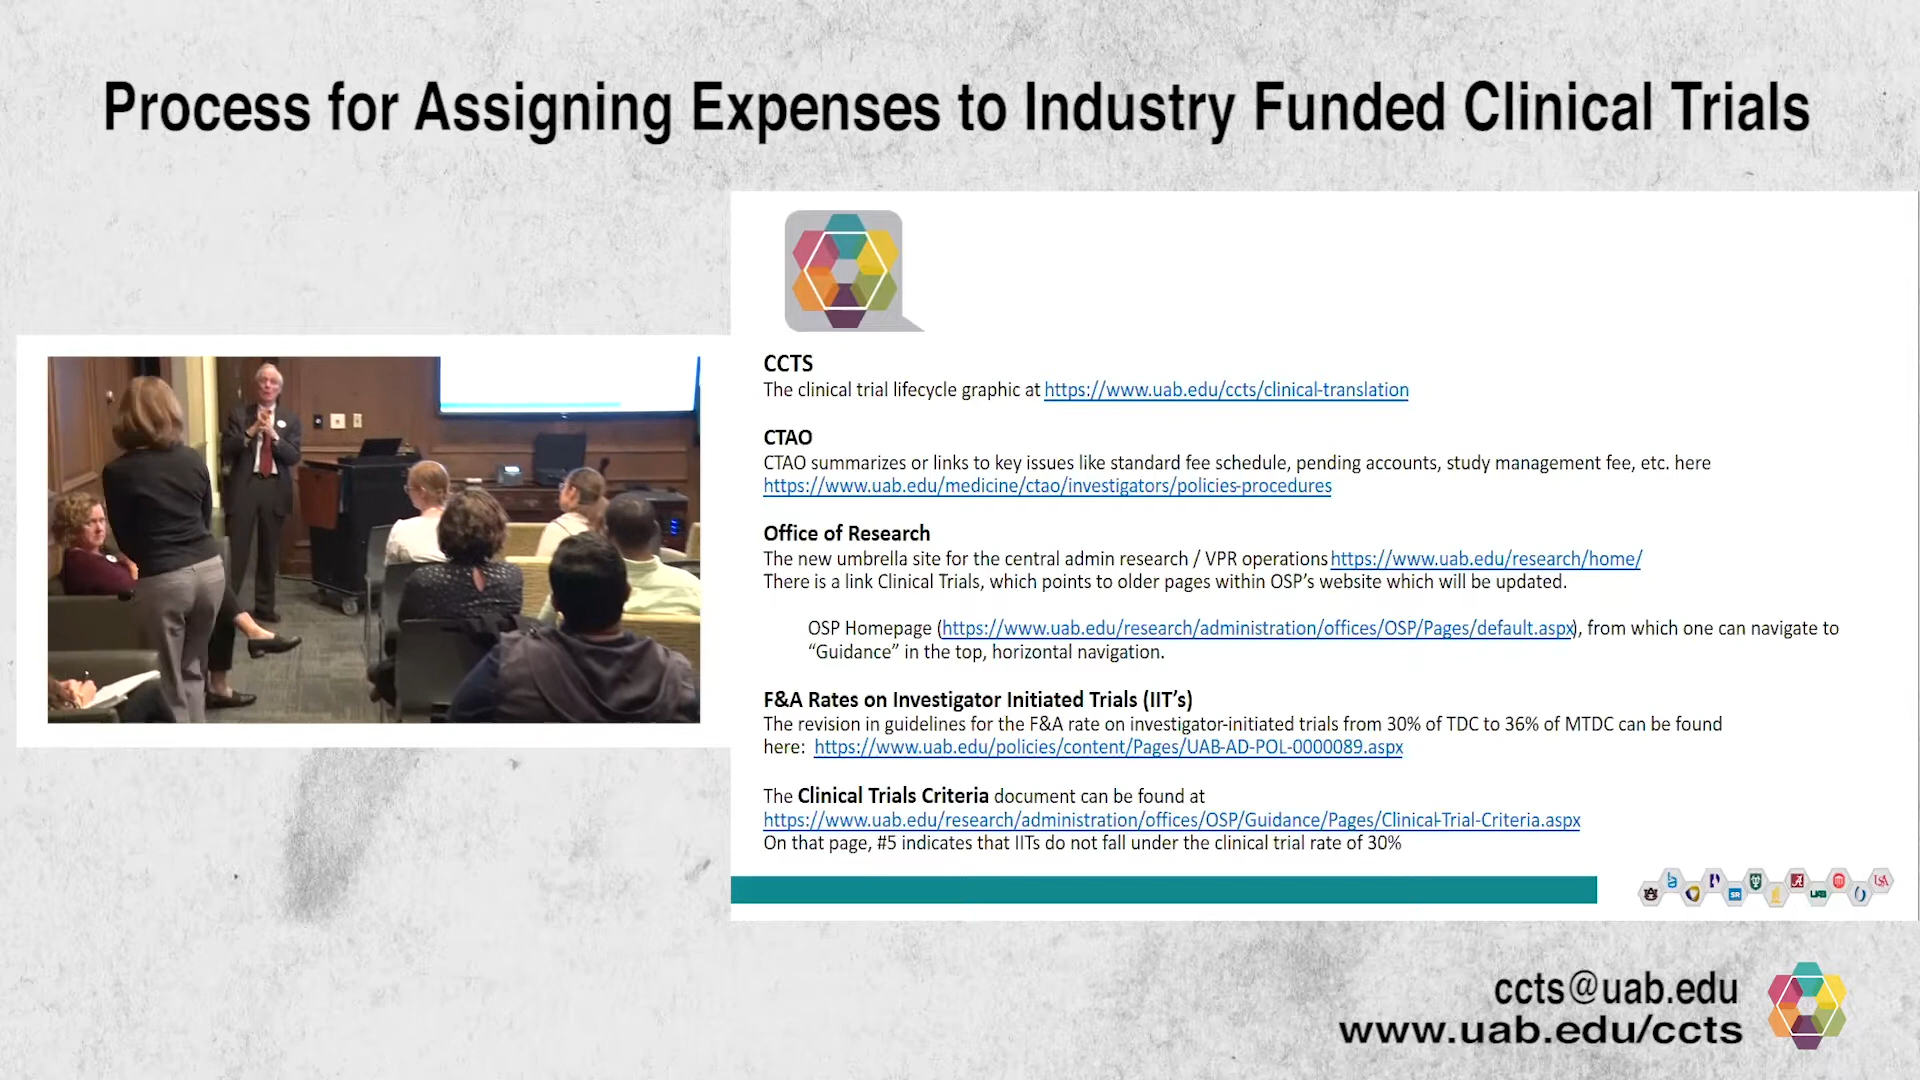 Process for Assigning Expenses to Industry Funded Clinical Trials
CCTS
The clinical trial lifecycle graphic at https://www.uab.edu/ccts/clinical-translation
CTAO
CTAO summarizes or links to key issues like standard fee schedule, pending accounts, study management fee, etc. here
https://www.uab.edu/medicine/ctao/investigators/policies-procedures
Office of Research
The new umbrella site for the central admin research / VPR operations https://www.uab.edu/research/home/
There is a link Clinical Trials, which points to older pages within OSP's website which will be updated.
OSP Homepage (https://www.uab.edu/research/administration/offices/OSP/Pages/default.aspx), from which one can navigate to
“Guidance” in the top, horizontal navigation.
F&A Rates on Investigator Initiated Trials (IIT's)
The revision in guidelines for the F&A rate on investigator-initiated trials from 30% of TDC to 36% of MTDC can be found
here: https://www.uab.edu/policies/content/Pages/UAB-AD-POL-0000089.aspx
The Clinical Trials Criteria document can be found at
https://www.uab.edu/research/administration/offices/OSP/Guidance/Pages/Clinical-Trial-Criteria.aspx
On that page, #5 indicates that IITs do not fall under the clinical trial rate of 30%
ccts@uab.edu
www.uab.edu/ccts